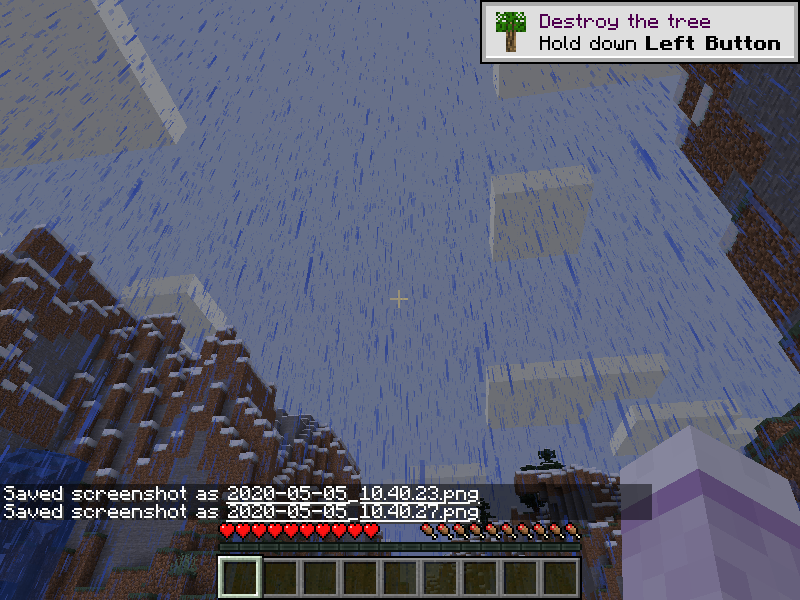 Destroy the tree
Hold down Left Button
Saved screenshot as 2020-05-05_10.40.23.png
Saved screenshot as 2020-05-05_10.40.27.png